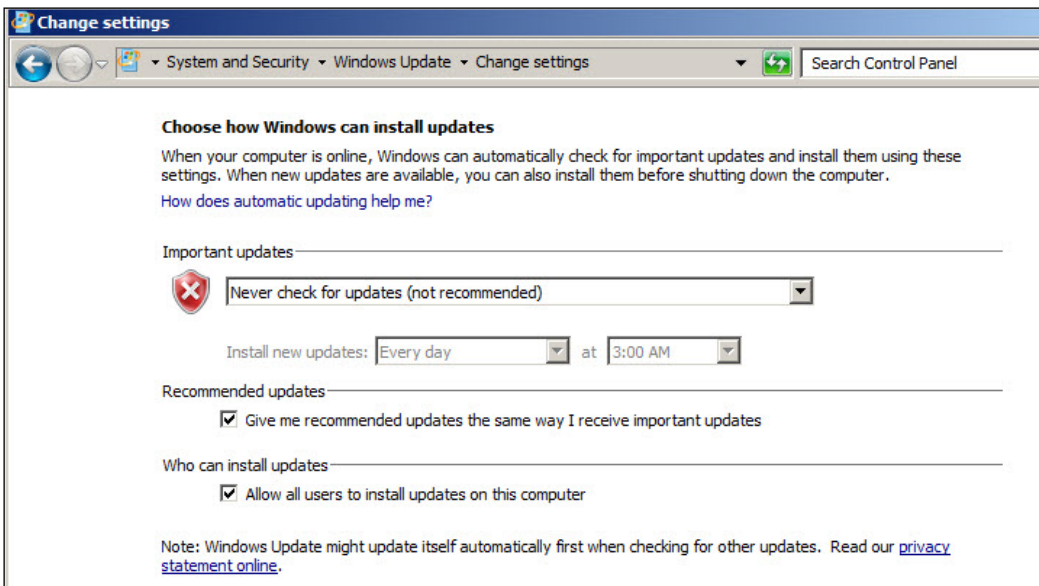 Change settings
System and Security Windows Update Change settings Search Control Panel
Choose how Windows can install updates
When your computer is online, Windows can automatically check for important updates and install them using these
settings. When new updates are available, you can also install them before shutting down the computer.
How does automatic updating help me?
Important updates
Never check for updates (not recommended)
Install new updates: Every day at 3:00 AM
Recommended updates
Give me recommended updates the same way I receive important updates
Who can install updates
Allow all users to install updates on this computer
Note: Windows Update might update itself automatically first when checking for other updates. Read our privacy
statement online.